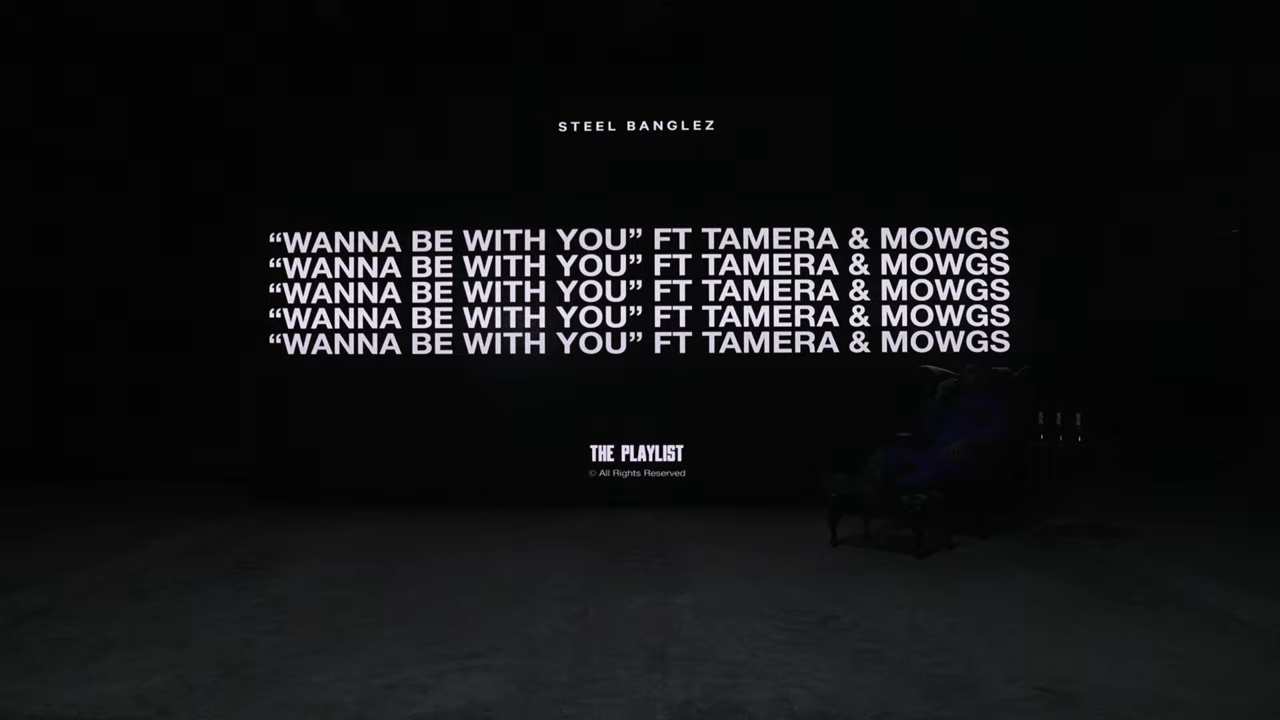 STEEL BANGLEZ
“WANNA BE WITH YOU” FT TAMERA & MOWGS
“WANNA BE WITH YOU” FT TAMERA & MOWGS
“WANNA BE WITH YOU” FT TAMERA & MOWGS
“WANNA BE WITH YOU” FT TAMERA & MOWGS
“WANNA BE WITH YOU” FT TAMERA & MOWGS
THE PLAYLIST
© All Rights Reserved